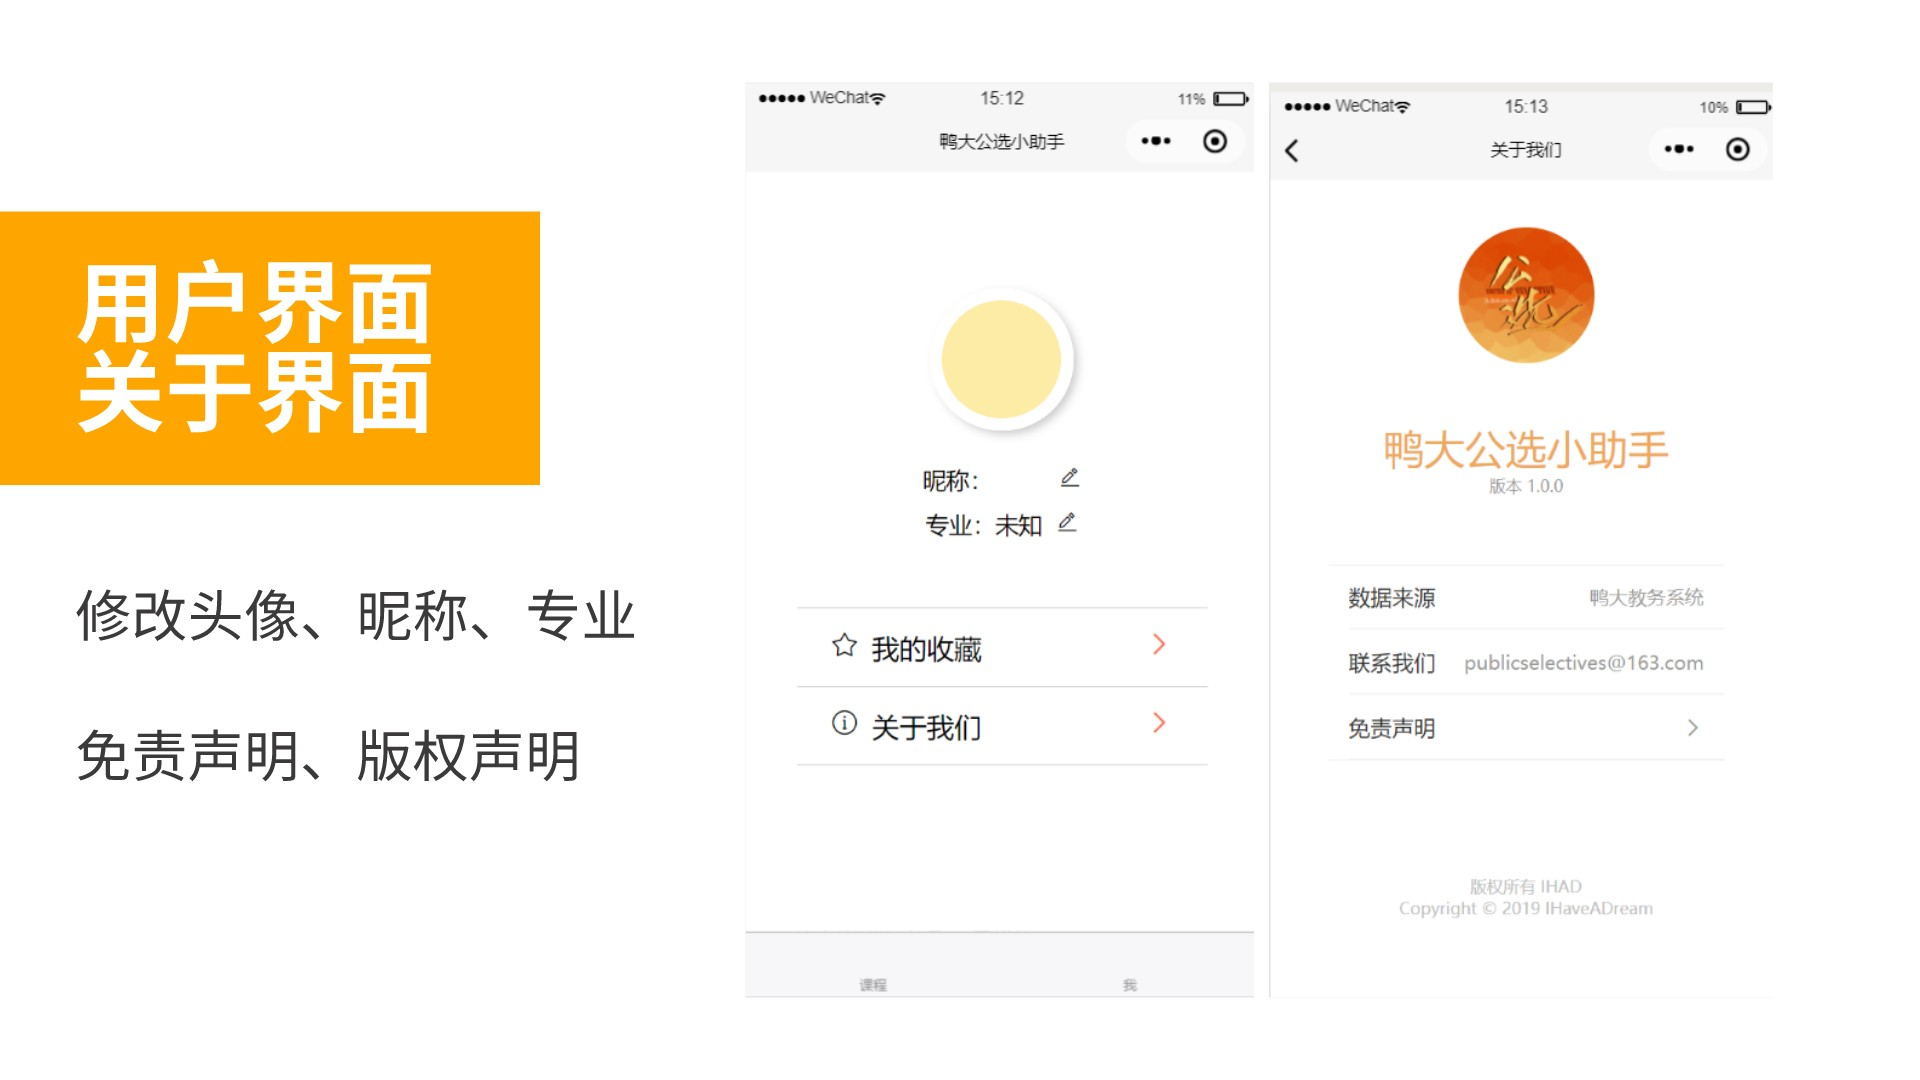 用户界面
关于界面
修改头像、昵称、专业
免责声明、版权声明
WeChat
15:12
11%
鸭大公选小助手
昵称：
专业：未知
我的收藏
关于我们
课程
我
WeChat
15:13
10%
关于我们
公选
鸭大公选小助手
版本 1.0.0
数据来源
鸭大教务系统
联系我们
publicselectives@163.com
免责声明
版权所有 IHAD
Copyright © 2019 IHaveADream